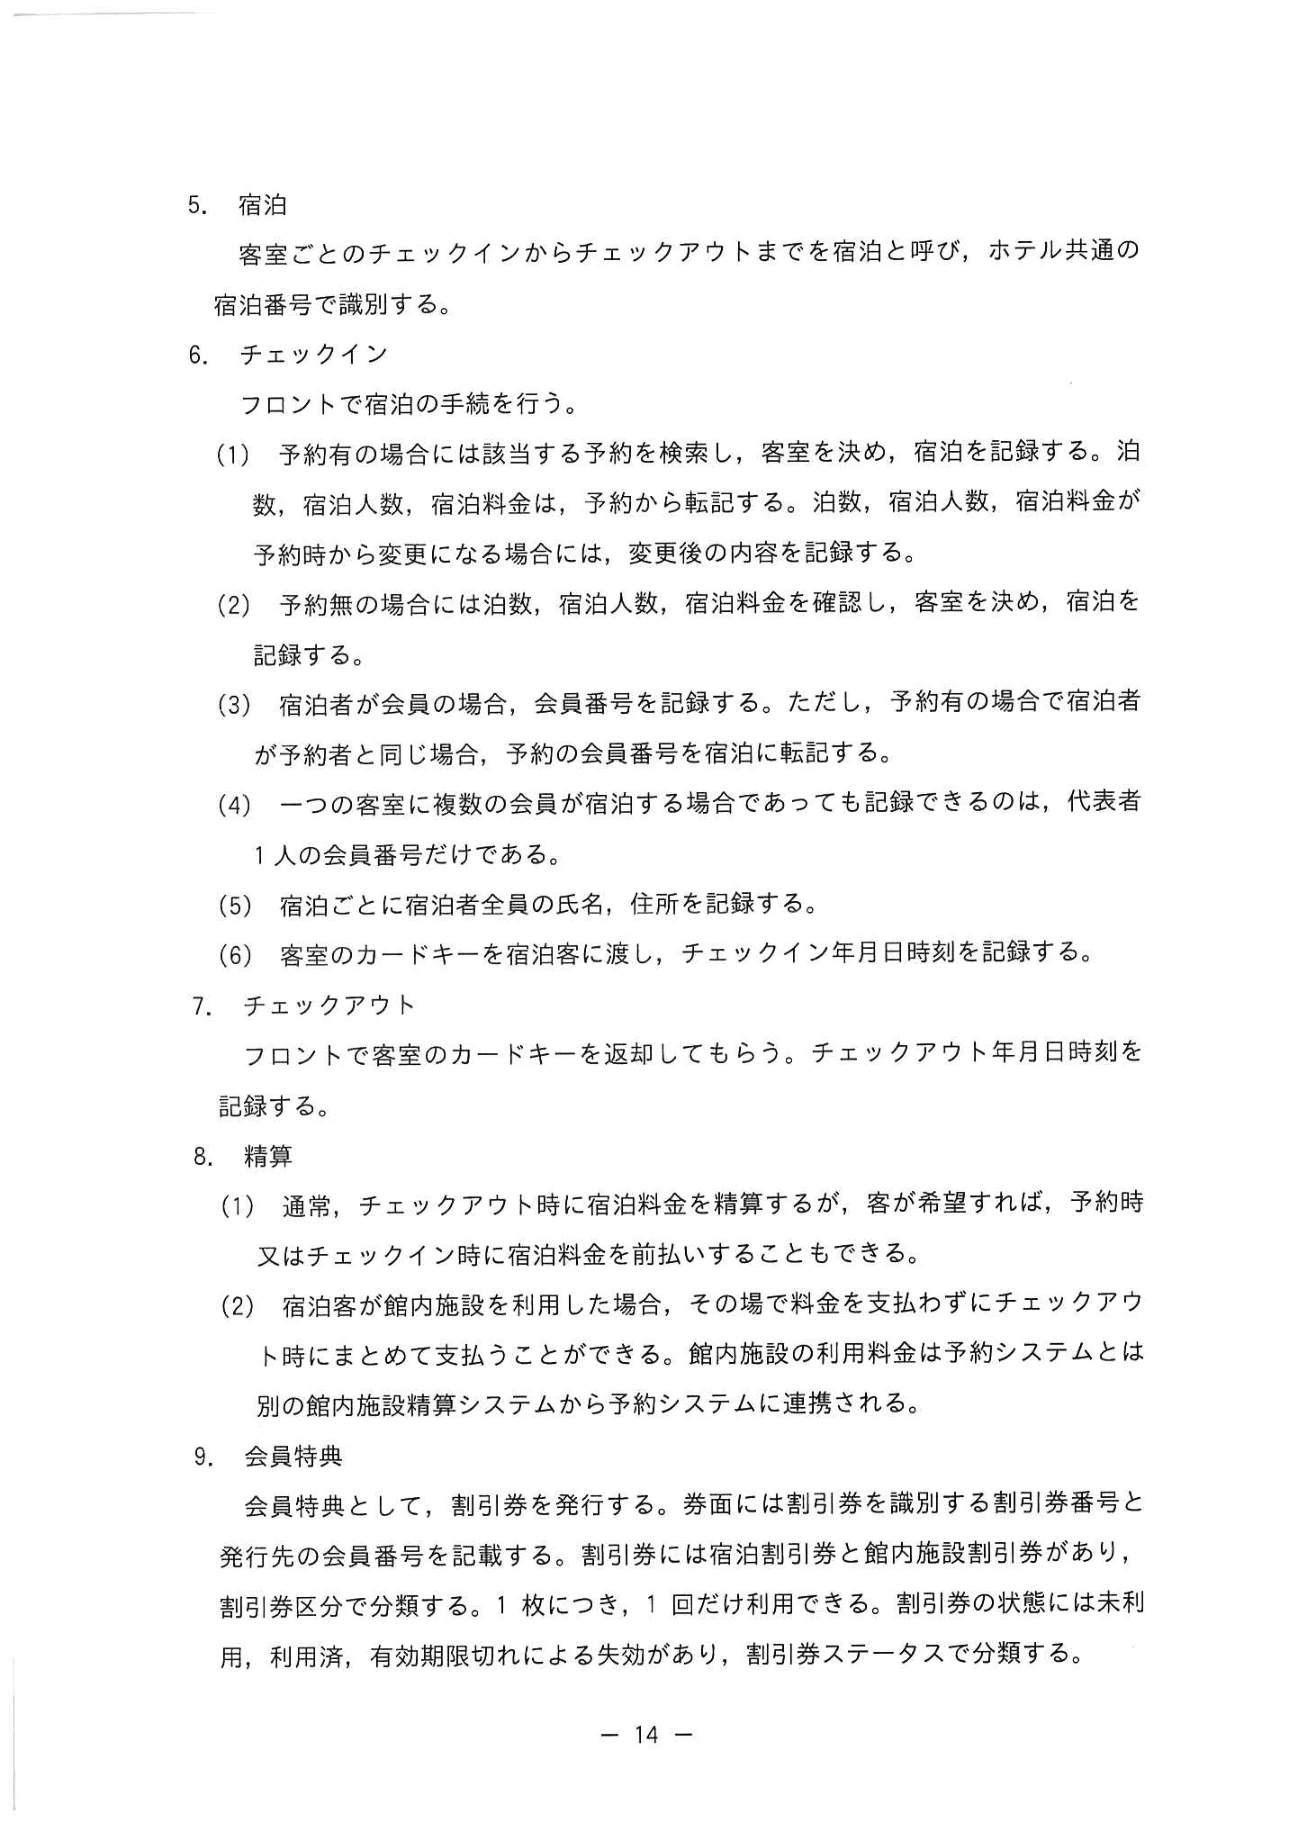 5. 宿泊
客室ごとのチェックインからチェックアウトまでを宿泊と呼び，ホテル共通の
宿泊番号で識別する。
6. チェックイン
フロントで宿泊の手続を行う。
(1) 予約有の場合には該当する予約を検索し，客室を決め，宿泊を記録する。泊
数，宿泊人数，宿泊料金は，予約から転記する。泊数，宿泊人数，宿泊料金が
予約時から変更になる場合には，変更後の内容を記録する。
(2) 予約無の場合には泊数，宿泊人数，宿泊料金を確認し，客室を決め，宿泊を
記録する。
(3) 宿泊者が会員の場合，会員番号を記録する。ただし，予約有の場合で宿泊者
が予約者と同じ場合，予約の会員番号を宿泊に転記する。
(4) 一つの客室に複数の会員が宿泊する場合であっても記録できるのは，代表者
1 人の会員番号だけである。
(5) 宿泊ごとに宿泊者全員の氏名，住所を記録する。
(6) 客室のカードキーを宿泊客に渡し，チェックイン年月日時刻を記録する。
7. チェックアウト
フロントで客室のカードキーを返却してもらう。チェックアウト年月日時刻を
記録する。
8. 精算
(1) 通常，チェックアウト時に宿泊料金を精算するが，客が希望すれば，予約時
又はチェックイン時に宿泊料金を前払いすることもできる。
(2) 宿泊客が館内施設を利用した場合，その場で料金を支払わずにチェックアウ
ト時にまとめて支払うことができる。館内施設の利用料金は予約システムとは
別の館内施設精算システムから予約システムに連携される。
9. 会員特典
会員特典として，割引券を発行する。券面には割引券を識別する割引券番号と
発行先の会員番号を記載する。割引券には宿泊割引券と館内施設割引券があり，
割引券区分で分類する。1 枚につき，1 回だけ利用できる。割引券の状態には未利
用，利用済，有効期限切れによる失効があり，割引券ステータスで分類する。
－ 14 －